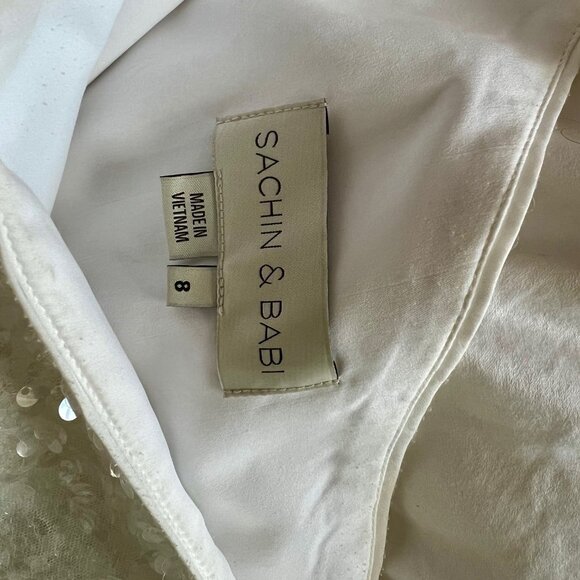 SACHIN & BABI
MADE IN
VIETNAM
8